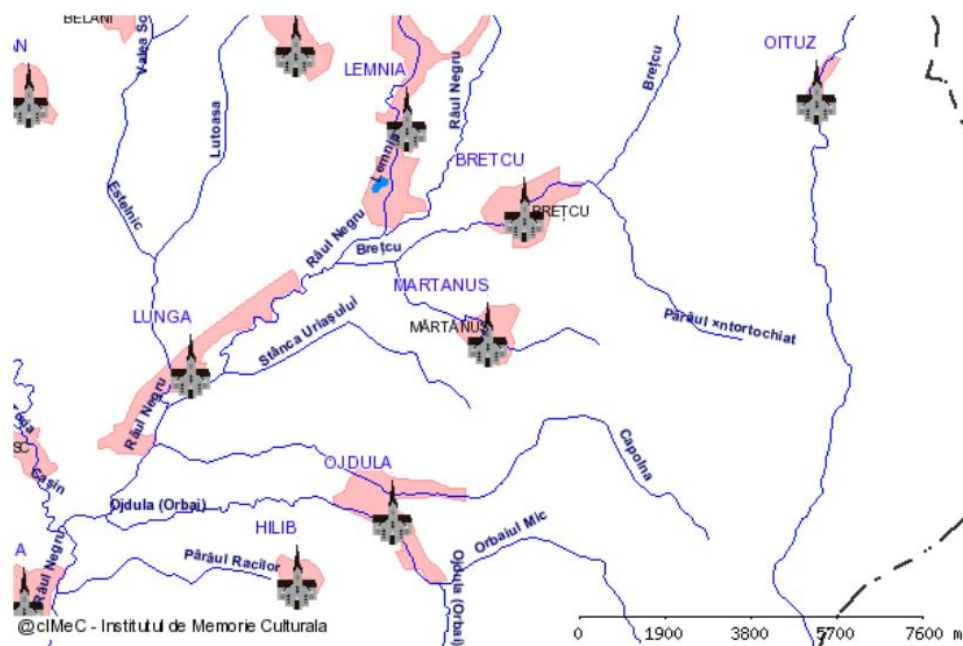 BELANI
AN
Valea Sc
LEMNIA
OITUZ
Brețcu
Râul Negru
Lutoasa
Lemnia
BRETCU
BREȚCU
Estelnic
Râul Negru
Brețcu
MARTANUS
MĂRTĂNUȘ
Pârâul xntortochiat
LUNGA
Stânca Uriașului
Râul Negru
SC
Cașin
OJDULA
Capolna
Ojdula (Orbai)
HILIB
Orbaiul Mic
A
Râul Negru
Pârâul Racilor
Ojdula (Orbai)
@cIMeC - Institutul de Memorie Culturala
0 1900 3800 5700 7600 m